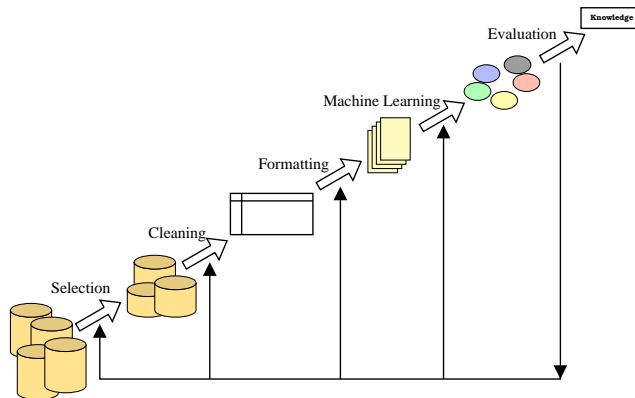 Knowledge
Evaluation
Machine Learning
Formatting
Cleaning
Selection